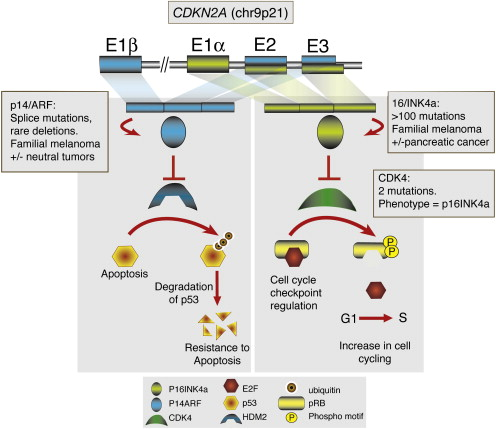 CDKN2A (chr9p21)
E1β
E1α
E2
E3
p14/ARF:
Splice mutations,
rare deletions.
Familial melanoma
+/- neutral tumors
16/INK4a:
>100 mutations
Familial melanoma
+/-pancreatic cancer
CDK4:
2 mutations.
Phenotype = p16INK4a
Apoptosis
Degradation
of p53
Resistance to
Apoptosis
P
P
Cell cycle
checkpoint
regulation
G1
S
Increase in cell
cycling
P16INK4a
P14ARF
CDK4
E2F
p53
HDM2
ubiquitin
pRB
P
Phospho motif